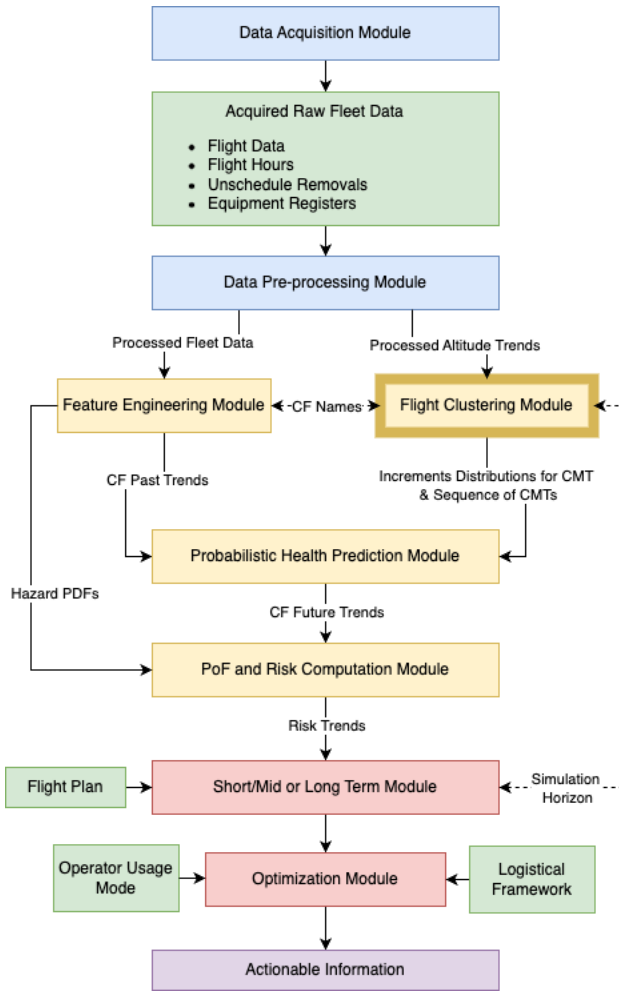 Data Acquisition Module
Acquired Raw Fleet Data
• Flight Data
• Flight Hours
• Unschedule Removals
• Equipment Registers
Data Pre-processing Module
Processed Fleet Data
Processed Altitude Trends
Feature Engineering Module
CF Names
Flight Clustering Module
CF Past Trends
Increments Distributions for CMT
& Sequence of CMTs
Probabilistic Health Prediction Module
Hazard PDFs
CF Future Trends
PoF and Risk Computation Module
Risk Trends
Flight Plan
Short/Mid or Long Term Module
Simulation
Horizon
Operator Usage
Mode
Optimization Module
Logistical
Framework
Actionable Information